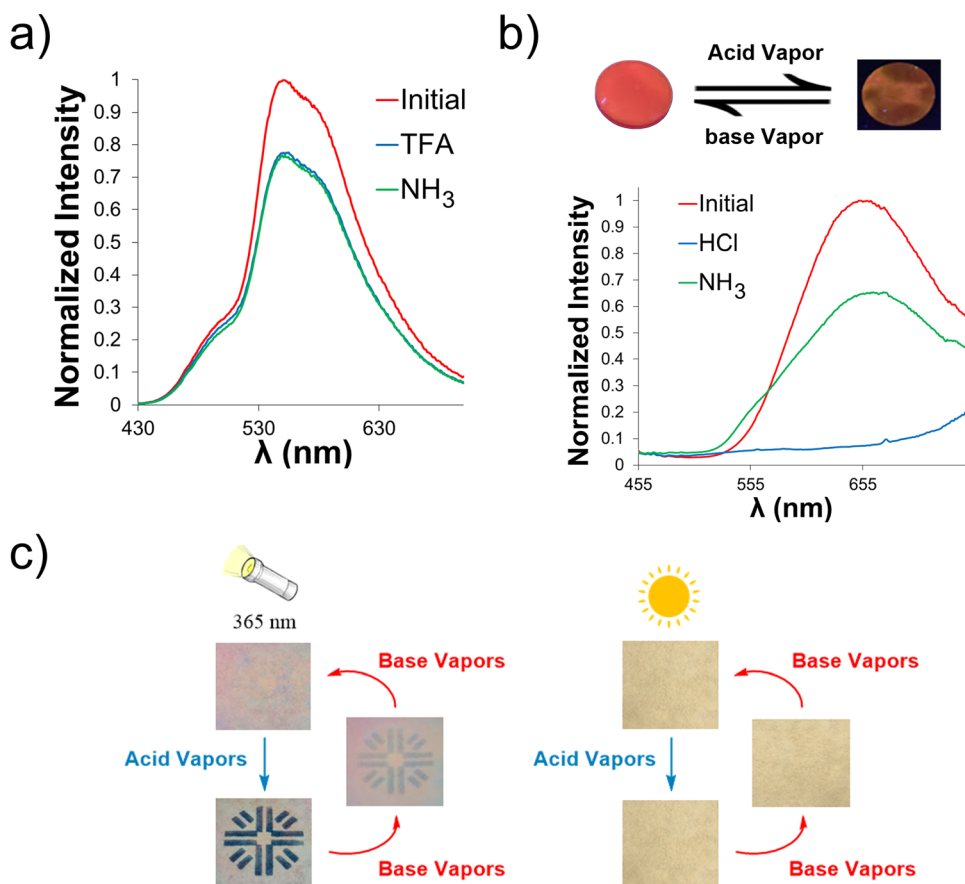 a)
Normalized Intensity
1
0.9
0.8
0.7
0.6
0.5
0.4
0.3
0.2
0.1
0
430
530
630
λ (nm)
Initial
TFA
NH3
b)
Acid Vapor
base Vapor
Normalized Intensity
1
0.9
0.8
0.7
0.6
0.5
0.4
0.3
0.2
0.1
0
455
555
655
λ (nm)
Initial
HCl
NH3
c)
365 nm
Base Vapors
Acid Vapors
Base Vapors
Base Vapors
Acid Vapors
Base Vapors